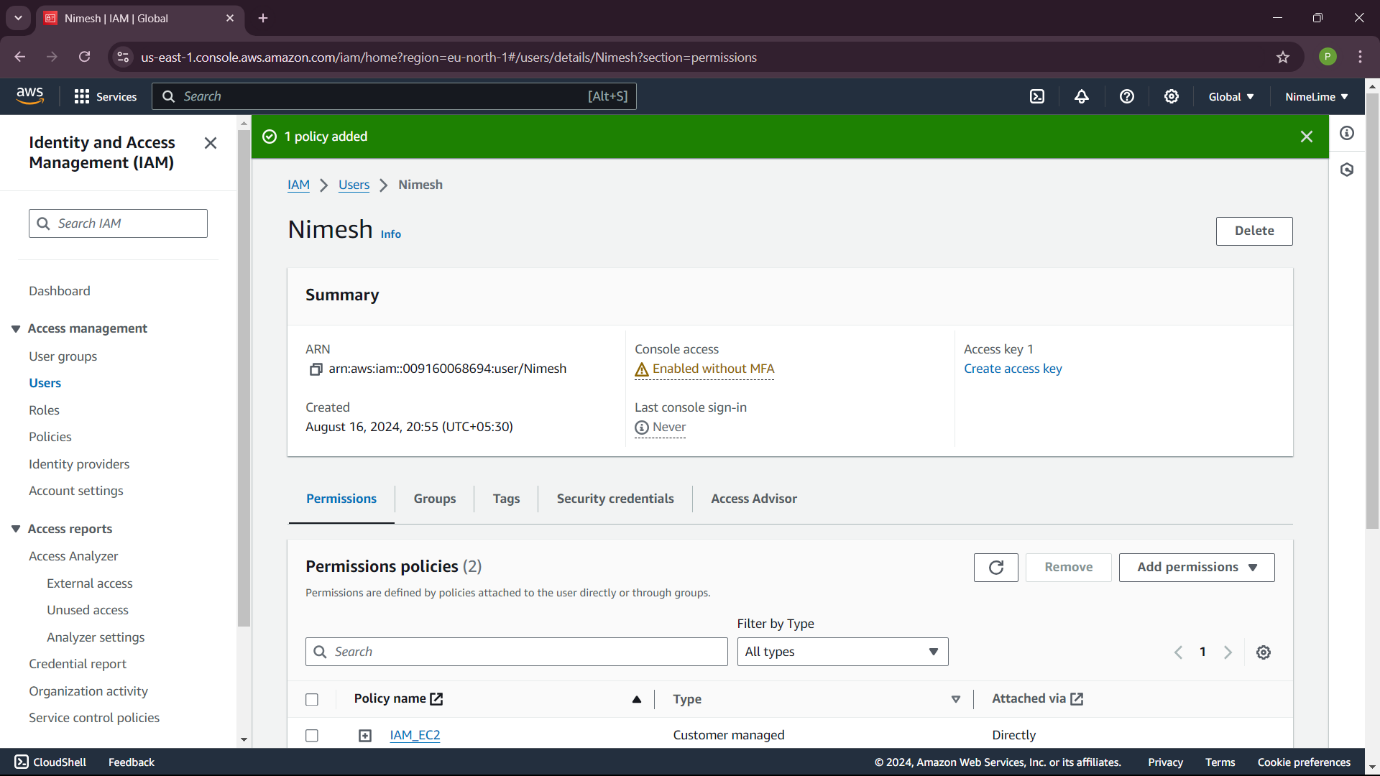 Nimesh | IAM | Global
us-east-1.console.aws.amazon.com/iam/home?region=eu-north-1#/users/details/Nimesh?section=permissions
P
aws
Services
Search
[Alt+S]
Global
NimeLime
Identity and Access
Management (IAM)
Search IAM
Dashboard
Access management
User groups
Users
Roles
Policies
Identity providers
Account settings
Access reports
Access Analyzer
External access
Unused access
Analyzer settings
Credential report
Organization activity
Service control policies
1 policy added
IAM > Users > Nimesh
Nimesh Info
Delete
Summary
ARN
arn:aws:iam::009160068694:user/Nimesh
Created
August 16, 2024, 20:55 (UTC+05:30)
Console access
Enabled without MFA
Last console sign-in
Never
Access key 1
Create access key
Permissions
Groups
Tags
Security credentials
Access Advisor
Permissions policies (2)
Remove
Add permissions
Permissions are defined by policies attached to the user directly or through groups.
Filter by Type
Search
All types
1
Policy name
Type
Attached via
IAM_EC2
Customer managed
Directly
CloudShell
Feedback
© 2024, Amazon Web Services, Inc. or its affiliates.
Privacy
Terms
Cookie preferences